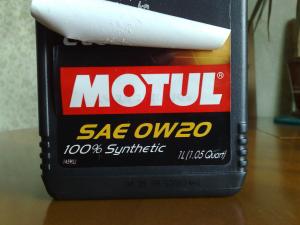 MOTUL®
SAE 0W20
100% Synthetic
1L (1.05 Quart)